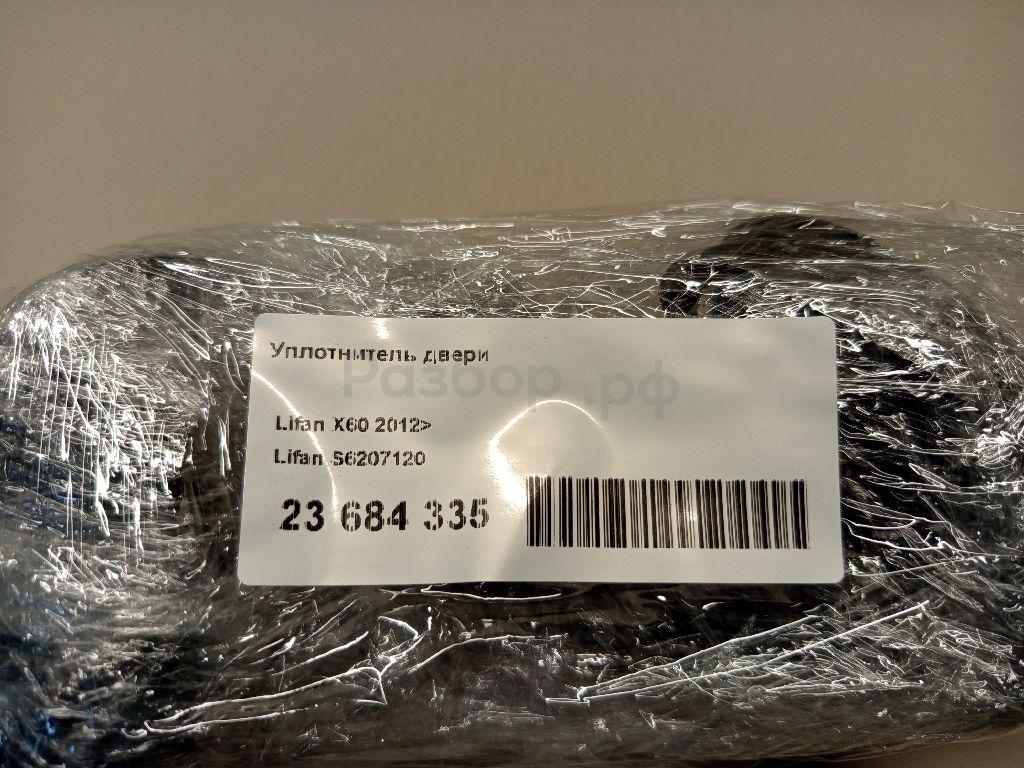 Уплотнитель двери
Разбор.рф
Lifan X60 2012>
Lifan S6207120
23 684 335